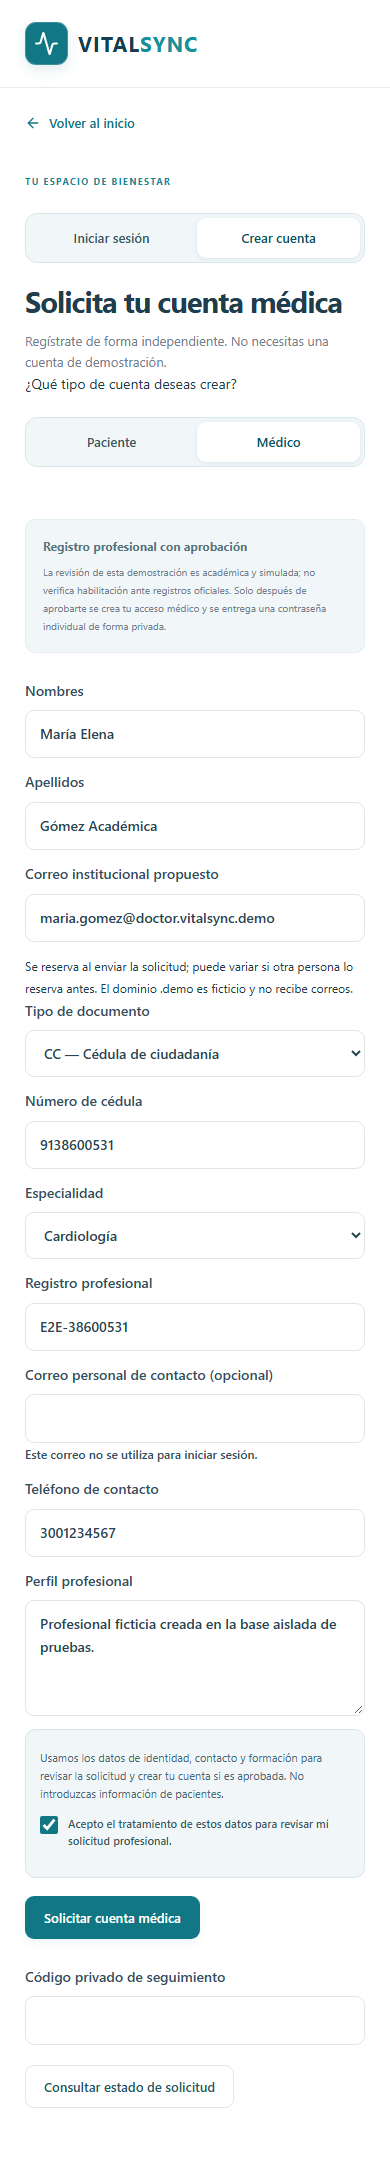 VITALSYNC
Volver al inicio
TU ESPACIO DE BIENESTAR
Iniciar sesión
Crear cuenta
Solicita tu cuenta médica
Regístrate de forma independiente. No necesitas una
cuenta de demostración.
¿Qué tipo de cuenta deseas crear?
Paciente
Médico
Registro profesional con aprobación
La revisión de esta demostración es académica y simulada; no
verifica habilitación ante registros oficiales. Solo después de
aprobarte se crea tu acceso médico y se entrega una contraseña
individual de forma privada.
Nombres
María Elena
Apellidos
Gómez Académica
Correo institucional propuesto
maria.gomez@doctor.vitalsync.demo
Se reserva al enviar la solicitud; puede variar si otra persona lo
reserva antes. El dominio .demo es ficticio y no recibe correos.
Tipo de documento
CC — Cédula de ciudadanía
Número de cédula
9138600531
Especialidad
Cardiología
Registro profesional
E2E-38600531
Correo personal de contacto (opcional)
Este correo no se utiliza para iniciar sesión.
Teléfono de contacto
3001234567
Perfil profesional
Profesional ficticia creada en la base aislada de
pruebas.
Usamos los datos de identidad, contacto y formación para
revisar la solicitud y crear tu cuenta si es aprobada. No
introduzcas información de pacientes.
Acepto el tratamiento de estos datos para revisar mi
solicitud profesional.
Solicitar cuenta médica
Código privado de seguimiento
Consultar estado de solicitud